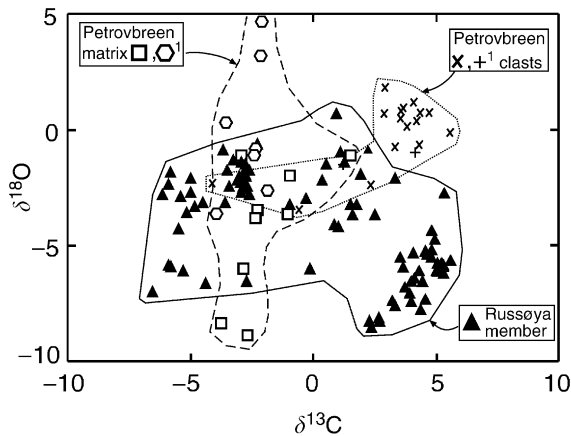 5
0
−5
−10
−10
−5
0
5
10
δ18O
δ13C
Petrovbreen
matrix □, ⬡1
Petrovbreen
x, +1 clasts
▲ Russøya
member